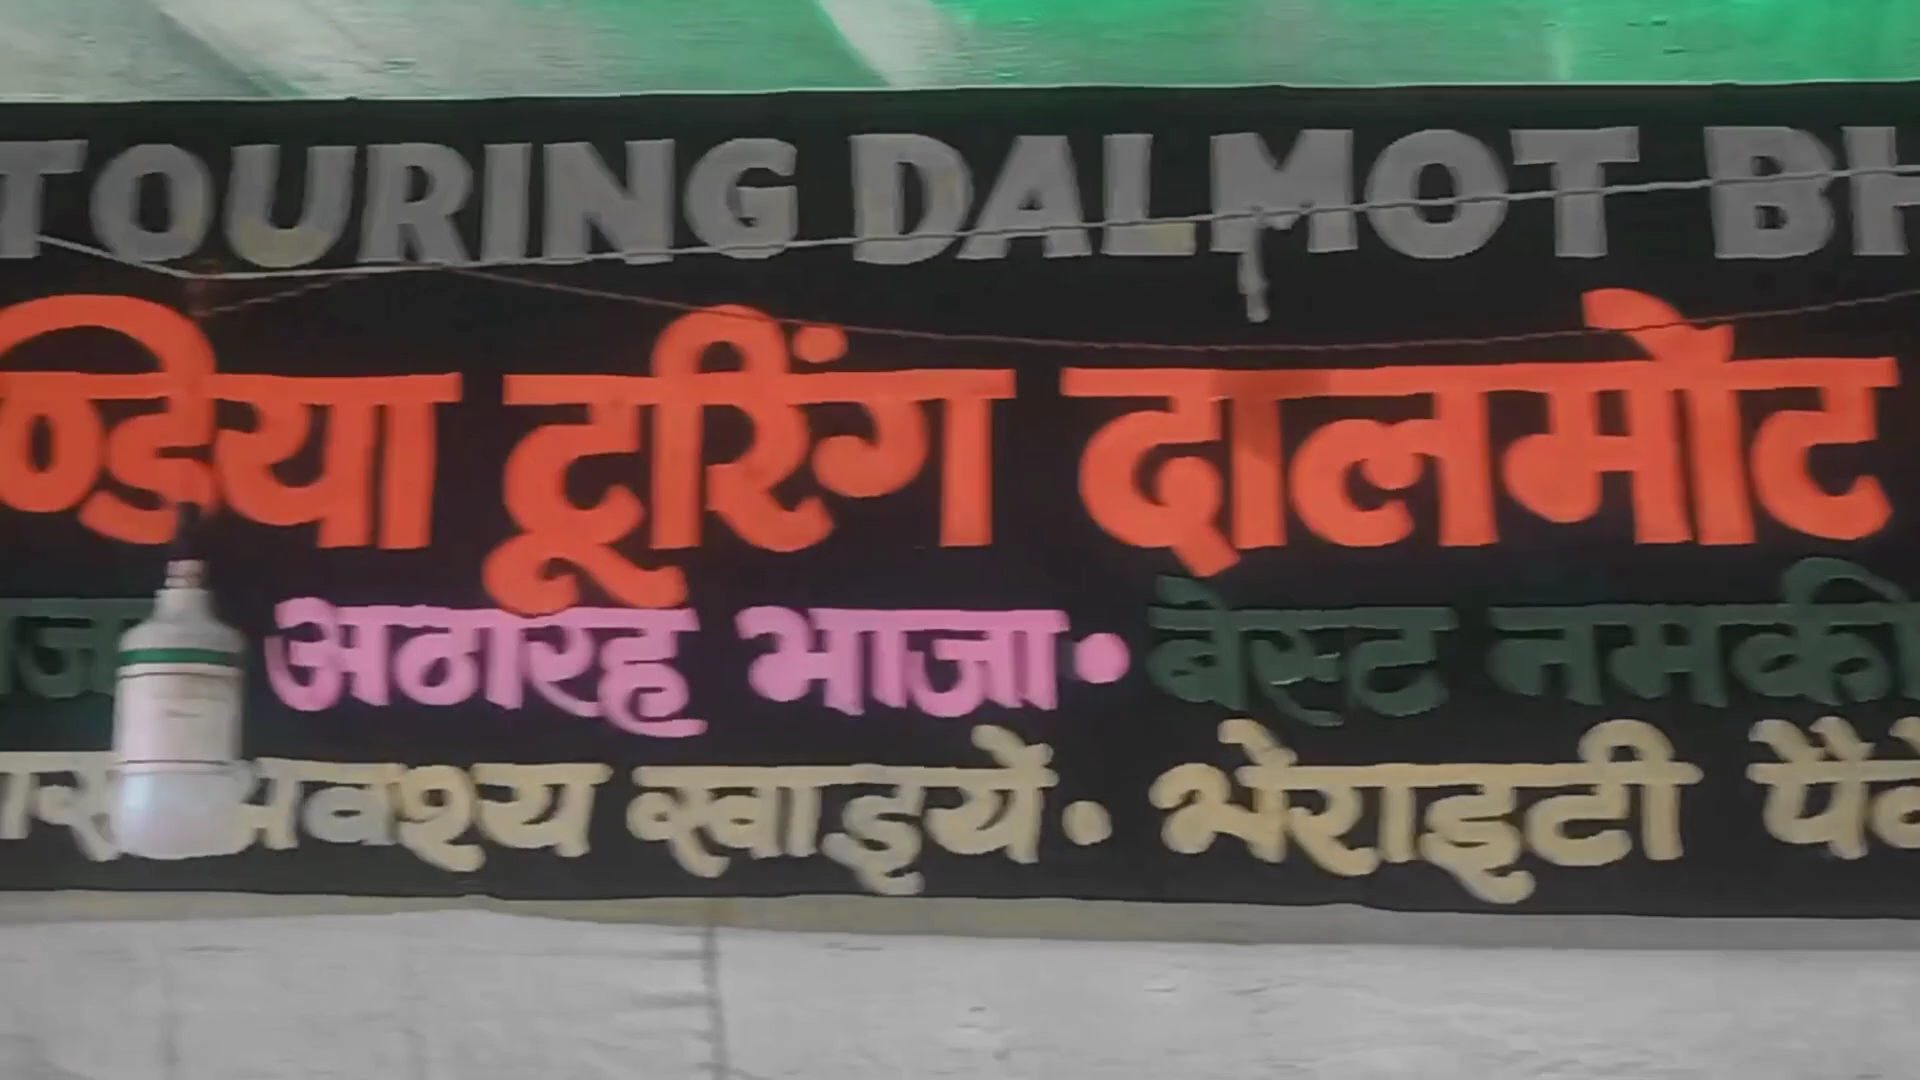 TOURING DALMOT BH
ण्डिया टूरिंग दालमोट
अठारह भाजा • बेस्ट नमकी
अवश्य खाइये • भेराइटी